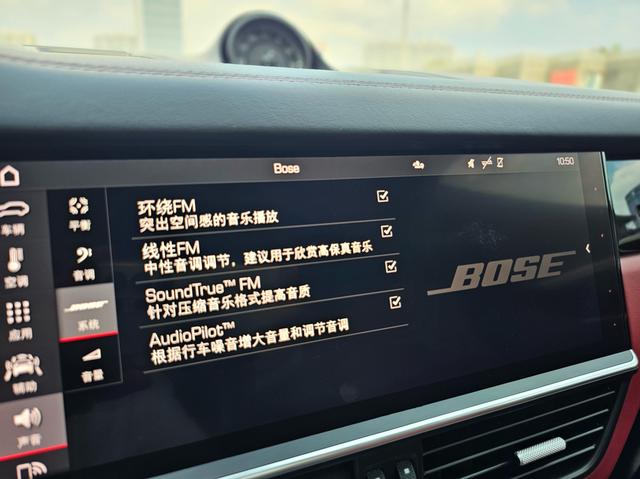 Bose
10:50
车辆
空调
应用
辅助
声音
平衡
音调
BOSE
系统
音量
环绕FM
突出空间感的音乐播放
线性FM
中性音调调节，建议用于欣赏高保真音乐
SoundTrue™ FM
针对压缩音乐格式提高音质
AudioPilot™
根据行车噪音增大音量和调节音调
BOSE